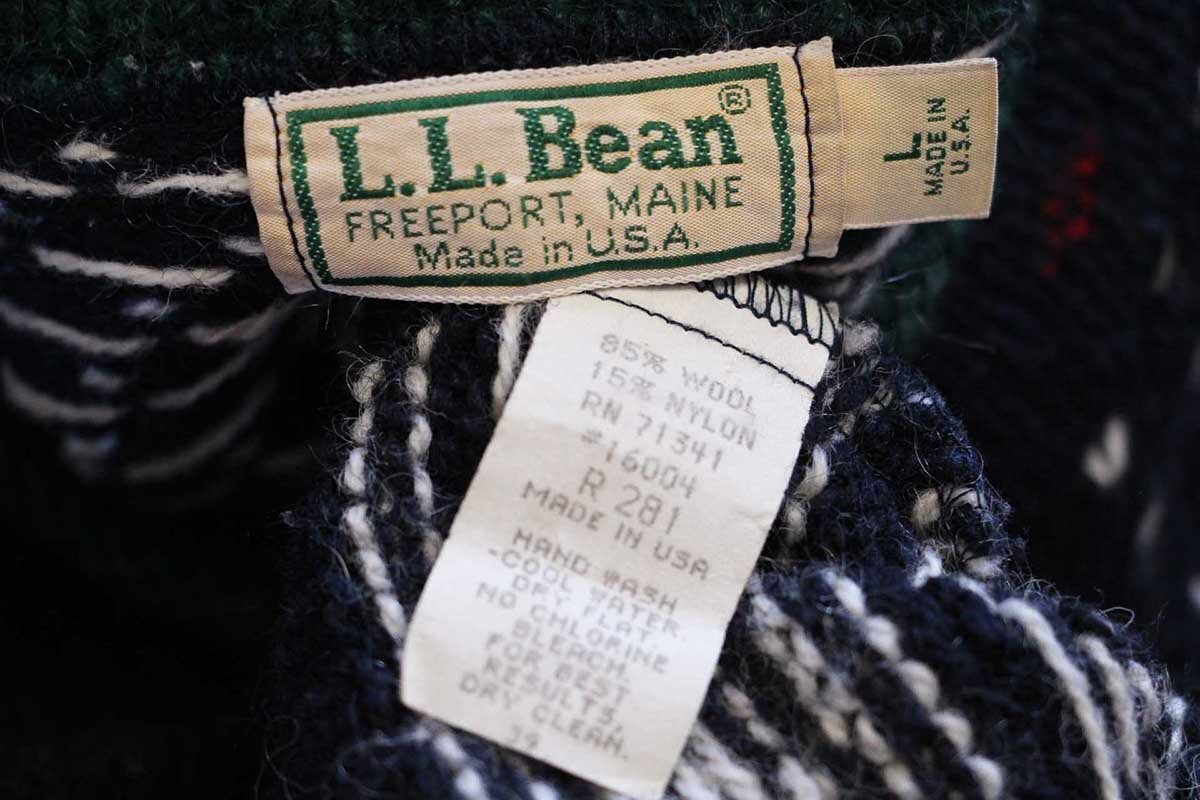 L.L.Bean®
FREEPORT, MAINE
Made in U.S.A.
L
MADE IN
U.S.A.
85% WOOL
15% NYLON
RN 71341
#16004
R 281
MADE IN USA
HAND WASH
-COOL WATER.
DRY FLAT.
NO CHLORINE
BLEACH.
FOR BEST
RESULTS,
DRY CLEAN.
39